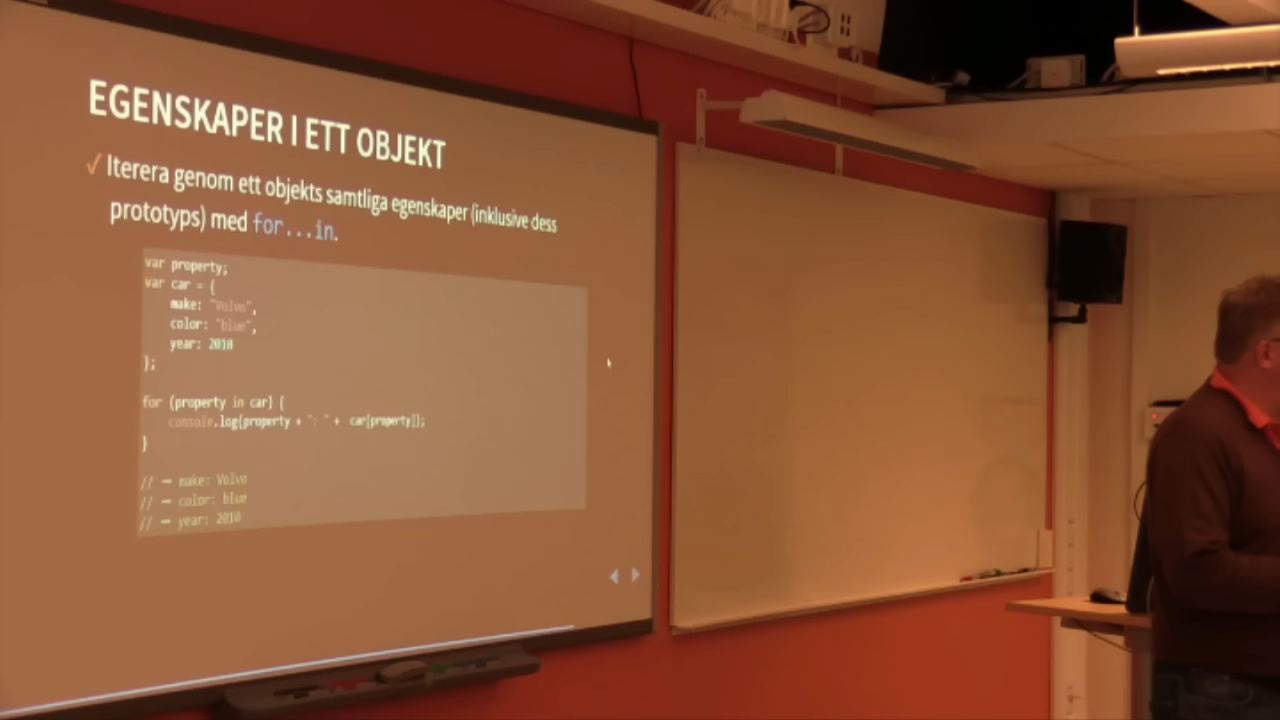 EGENSKAPER I ETT OBJEKT
✓ Iterera genom ett objekts samtliga egenskaper (inklusive dess
prototyps) med for...in.
var property;
var car = {
make: "Volvo",
color: "blue",
year: 2010
};
for (property in car) {
console.log(property + ": " + car[property]);
}
// → make: Volvo
// → color: blue
// → year: 2010